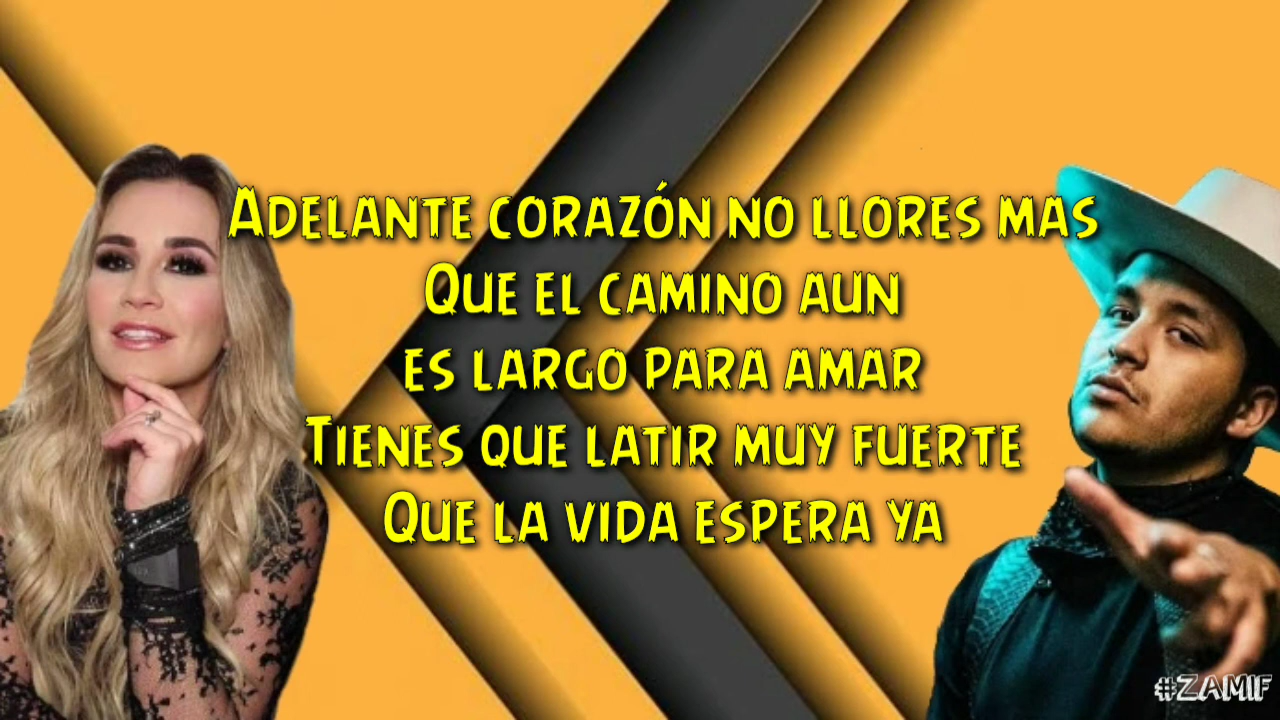 Adelante corazón no llores mas
Que el camino aun
es largo para amar
Tienes que latir muy fuerte
Que la vida espera ya
#ZAMIF